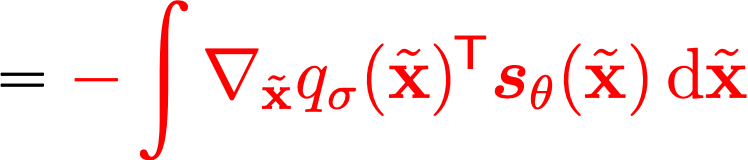 = − ∫ ∇_x̃ q_σ(x̃)^⊤ s_θ(x̃) dx̃